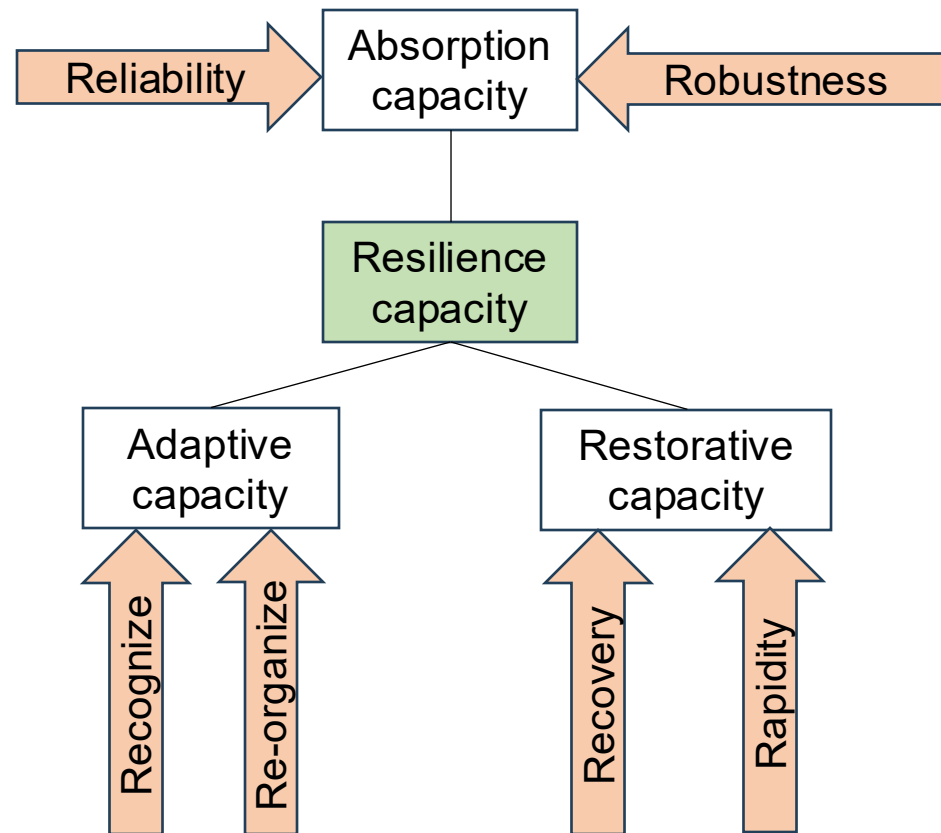 Absorption
capacity
Reliability
Robustness
Resilience
capacity
Adaptive
capacity
Restorative
capacity
Recognize
Re-organize
Recovery
Rapidity